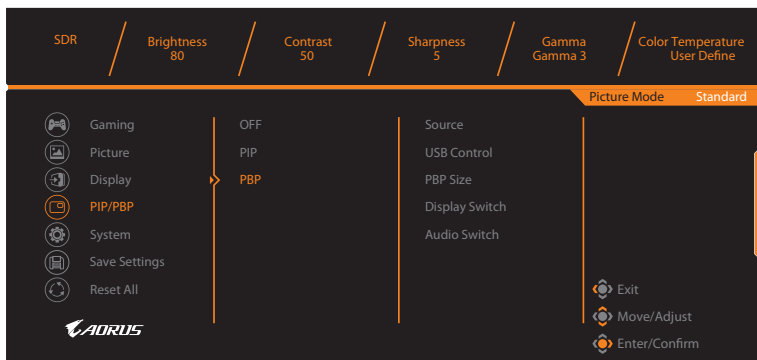 SDR Brightness Contrast Sharpness Gamma Color Temperature
80 50 5 Gamma 3 User Define
Picture Mode Standard
Gaming OFF Source
Picture PIP USB Control
Display PBP PBP Size
PIP/PBP Display Switch
System Audio Switch
Save Settings
Reset All Exit
AORUS Move/Adjust
Enter/Confirm